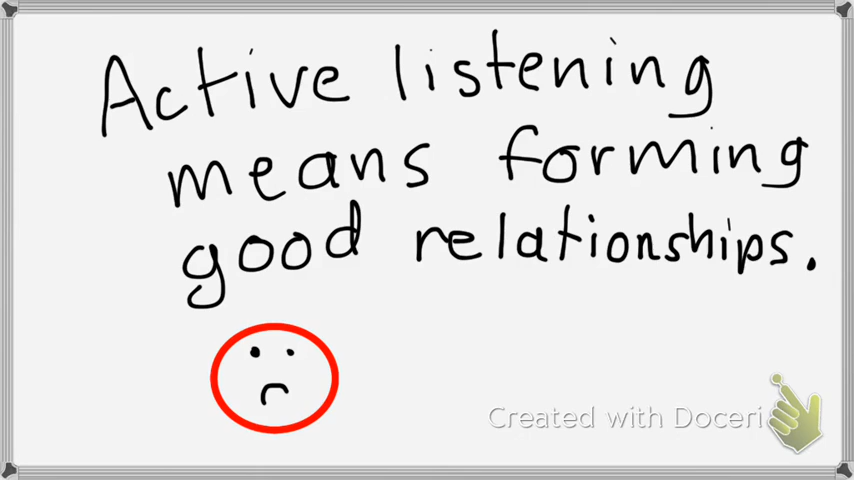 Active listening
means forming
good relationships.
Created with Doceri